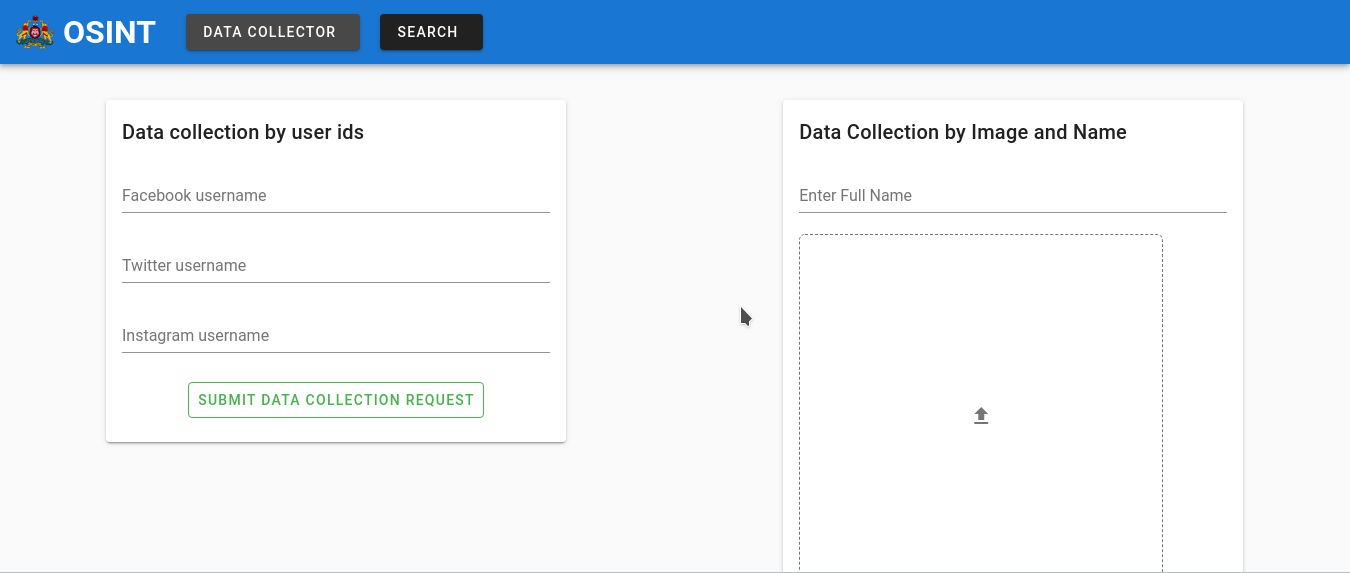 OSINT
DATA COLLECTOR
SEARCH
Data collection by user ids
Facebook username
Twitter username
Instagram username
SUBMIT DATA COLLECTION REQUEST
Data Collection by Image and Name
Enter Full Name